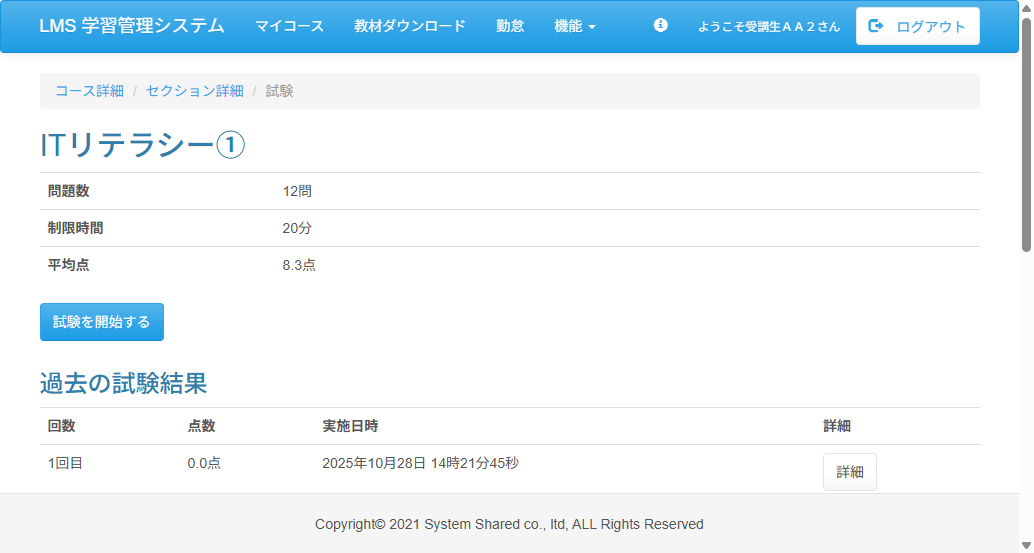 LMS 学習管理システム マイコース 教材ダウンロード 勤怠 機能 ようこそ受講生ＡＡ２さん ログアウト
コース詳細 / セクション詳細 / 試験
ITリテラシー①
問題数 12問
制限時間 20分
平均点 8.3点
試験を開始する
過去の試験結果
回数 点数 実施日時 詳細
1回目 0.0点 2025年10月28日 14時21分45秒 詳細
Copyright© 2021 System Shared co., ltd, ALL Rights Reserved